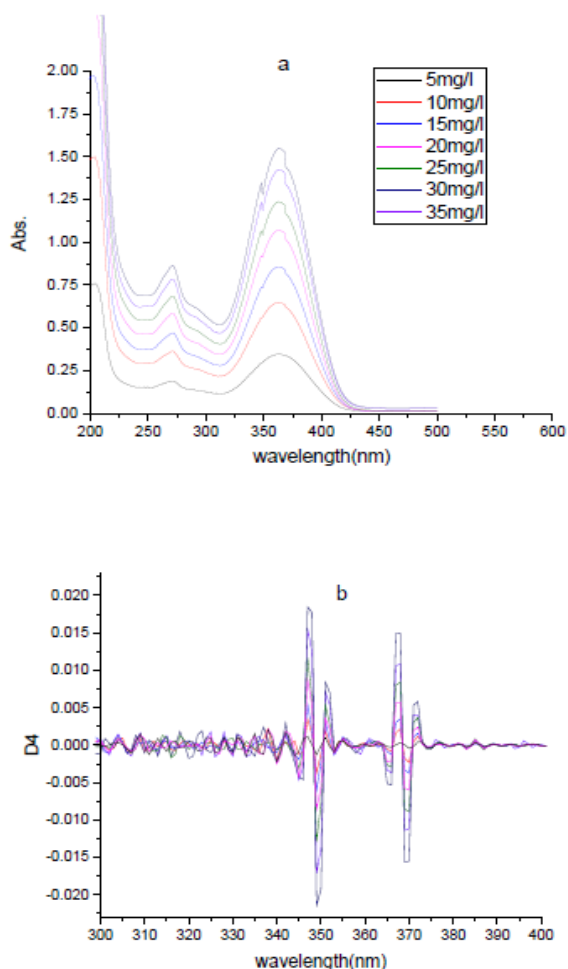 a
2.00
1.75
1.50
1.25
1.00
0.75
0.50
0.25
0.00
Abs.
5mg/l
10mg/l
15mg/l
20mg/l
25mg/l
30mg/l
35mg/l
200 250 300 350 400 450 500 550 600
wavelength(nm)
b
0.020
0.015
0.010
0.005
0.000
-0.005
-0.010
-0.015
-0.020
D4
300 310 320 330 340 350 360 370 380 390 400
wavelength(nm)